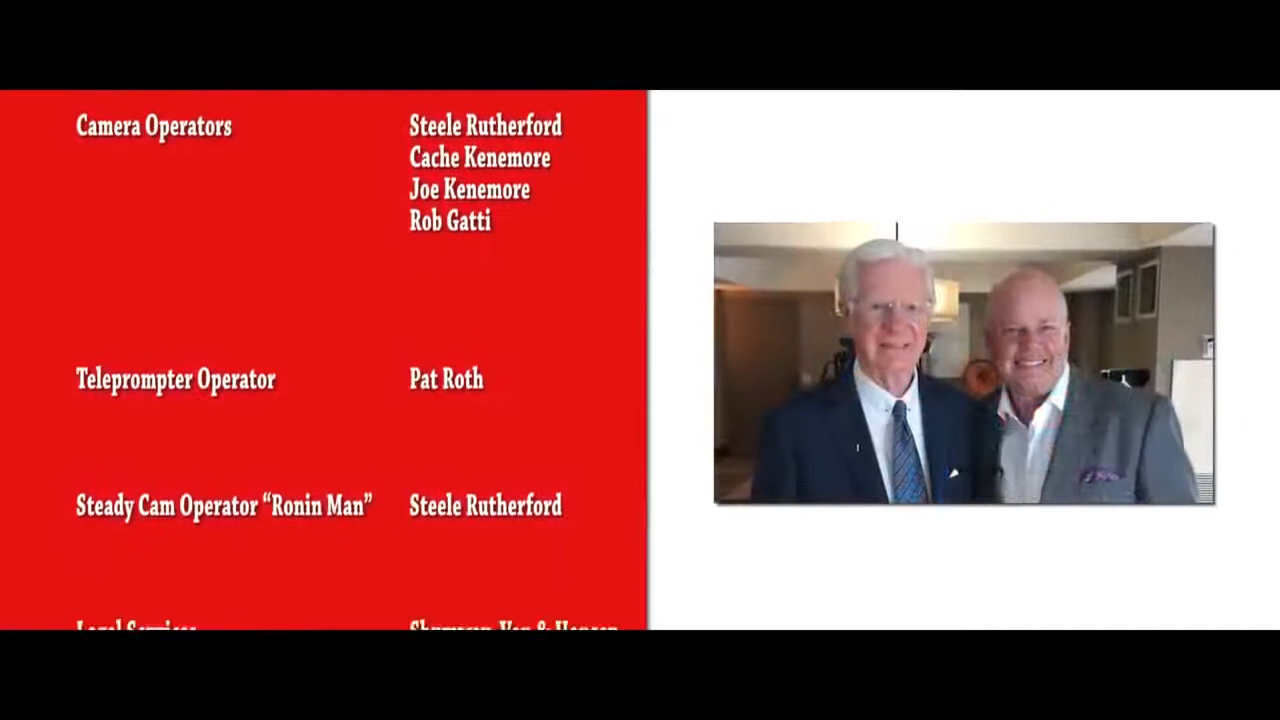 Camera Operators Steele Rutherford
Cache Kenemore
Joe Kenemore
Rob Gatti
Teleprompter Operator Pat Roth
Steady Cam Operator “Ronin Man” Steele Rutherford